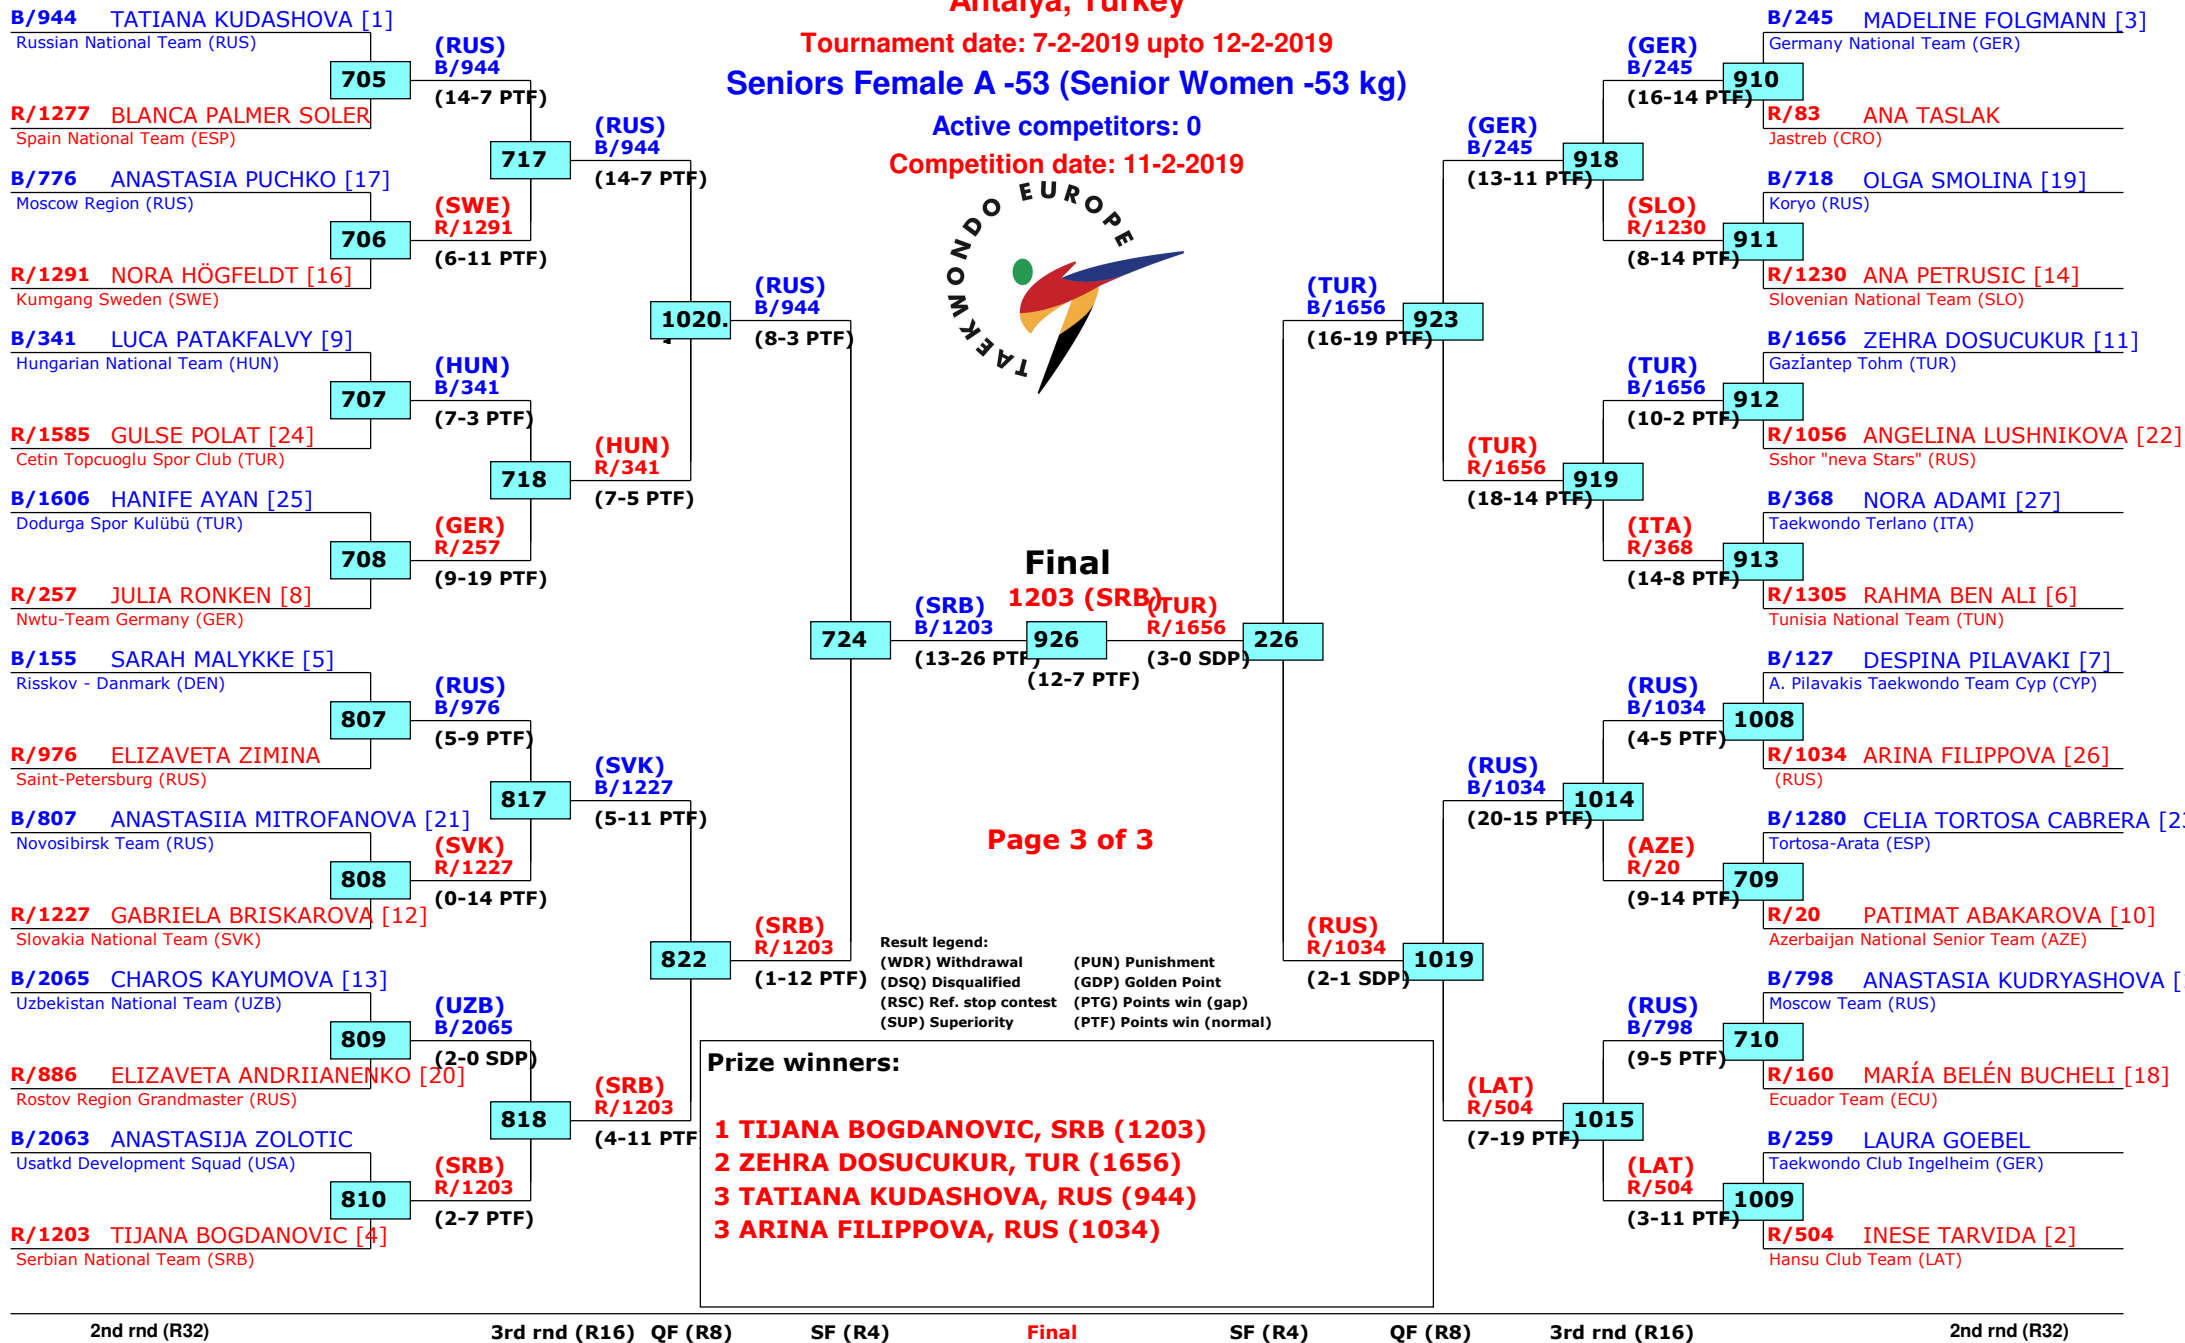 Antalya, Turkey
Tournament date: 7-2-2019 upto 12-2-2019
Seniors Female A -53 (Senior Women -53 kg)
Active competitors: 0
Competition date: 11-2-2019
TAEKWONDO EUROPE
B/944 TATIANA KUDASHOVA [1]
Russian National Team (RUS)
705
R/1277 BLANCA PALMER SOLER
Spain National Team (ESP)
B/776 ANASTASIA PUCHKO [17]
Moscow Region (RUS)
706
R/1291 NORA HÖGFELDT [16]
Kumgang Sweden (SWE)
B/341 LUCA PATAKFALVY [9]
Hungarian National Team (HUN)
707
R/1585 GULSE POLAT [24]
Cetin Topcuoglu Spor Club (TUR)
B/1606 HANIFE AYAN [25]
Dodurga Spor Kulübü (TUR)
708
R/257 JULIA RONKEN [8]
Nwtu-Team Germany (GER)
B/155 SARAH MALYKKE [5]
Risskov - Danmark (DEN)
807
R/976 ELIZAVETA ZIMINA
Saint-Petersburg (RUS)
B/807 ANASTASIIA MITROFANOVA [21]
Novosibirsk Team (RUS)
808
R/1227 GABRIELA BRISKAROVA [12]
Slovakia National Team (SVK)
B/2065 CHAROS KAYUMOVA [13]
Uzbekistan National Team (UZB)
809
R/886 ELIZAVETA ANDRIIANENKO [20]
Rostov Region Grandmaster (RUS)
B/2063 ANASTASIJA ZOLOTIC
Usatkd Development Squad (USA)
810
R/1203 TIJANA BOGDANOVIC [4]
Serbian National Team (SRB)
(RUS)
B/944
(14-7 PTF)
717
(SWE)
R/1291
(6-11 PTF)
(HUN)
B/341
(7-3 PTF)
718
(GER)
R/257
(9-19 PTF)
(RUS)
B/976
(5-9 PTF)
817
(SVK)
R/1227
(0-14 PTF)
(UZB)
B/2065
(2-0 SDP)
818
(SRB)
R/1203
(2-7 PTF)
(RUS)
B/944
(14-7 PTF)
1020.
(HUN)
R/341
(7-5 PTF)
(SVK)
B/1227
(5-11 PTF)
822
(SRB)
R/1203
(4-11 PTF
(RUS)
B/944
(8-3 PTF)
724
(SRB)
R/1203
(1-12 PTF)
(SRB)
B/1203
(13-26 PTF)
Final
1203 (SRB)
926
(12-7 PTF)
(TUR)
R/1656
(3-0 SDP)
226
(TUR)
B/1656
(16-19 PTF)
923
(RUS)
R/1034
(2-1 SDP)
1019
(GER)
B/245
(13-11 PTF)
918
(TUR)
R/1656
(18-14 PTF)
919
(RUS)
B/1034
(20-15 PTF)
1014
(LAT)
R/504
(7-19 PTF)
1015
(GER)
B/245
(16-14 PTF)
910
(SLO)
R/1230
(8-14 PTF)
911
(TUR)
B/1656
(10-2 PTF)
912
(ITA)
R/368
(14-8 PTF)
913
(RUS)
B/1034
(4-5 PTF)
1008
(AZE)
R/20
(9-14 PTF)
709
(RUS)
B/798
(9-5 PTF)
710
(LAT)
R/504
(3-11 PTF)
1009
B/245 MADELINE FOLGMANN [3]
Germany National Team (GER)
R/83 ANA TASLAK
Jastreb (CRO)
B/718 OLGA SMOLINA [19]
Koryo (RUS)
R/1230 ANA PETRUSIC [14]
Slovenian National Team (SLO)
B/1656 ZEHRA DOSUCUKUR [11]
Gazİantep Tohm (TUR)
R/1056 ANGELINA LUSHNIKOVA [22]
Sshor "neva Stars" (RUS)
B/368 NORA ADAMI [27]
Taekwondo Terlano (ITA)
R/1305 RAHMA BEN ALI [6]
Tunisia National Team (TUN)
B/127 DESPINA PILAVAKI [7]
A. Pilavakis Taekwondo Team Cyp (CYP)
R/1034 ARINA FILIPPOVA [26]
(RUS)
B/1280 CELIA TORTOSA CABRERA
Tortosa-Arata (ESP)
R/20 PATIMAT ABAKAROVA [10]
Azerbaijan National Senior Team (AZE)
B/798 ANASTASIA KUDRYASHOVA
Moscow Team (RUS)
R/160 MARÍA BELÉN BUCHELI [18]
Ecuador Team (ECU)
B/259 LAURA GOEBEL
Taekwondo Club Ingelheim (GER)
R/504 INESE TARVIDA [2]
Hansu Club Team (LAT)
Page 3 of 3
Result legend:
(WDR) Withdrawal (PUN) Punishment
(DSQ) Disqualified (GDP) Golden Point
(RSC) Ref. stop contest (PTG) Points win (gap)
(SUP) Superiority (PTF) Points win (normal)
Prize winners:
1 TIJANA BOGDANOVIC, SRB (1203)
2 ZEHRA DOSUCUKUR, TUR (1656)
3 TATIANA KUDASHOVA, RUS (944)
3 ARINA FILIPPOVA, RUS (1034)
2nd rnd (R32) 3rd rnd (R16) QF (R8) SF (R4) Final SF (R4) QF (R8) 3rd rnd (R16) 2nd rnd (R32)